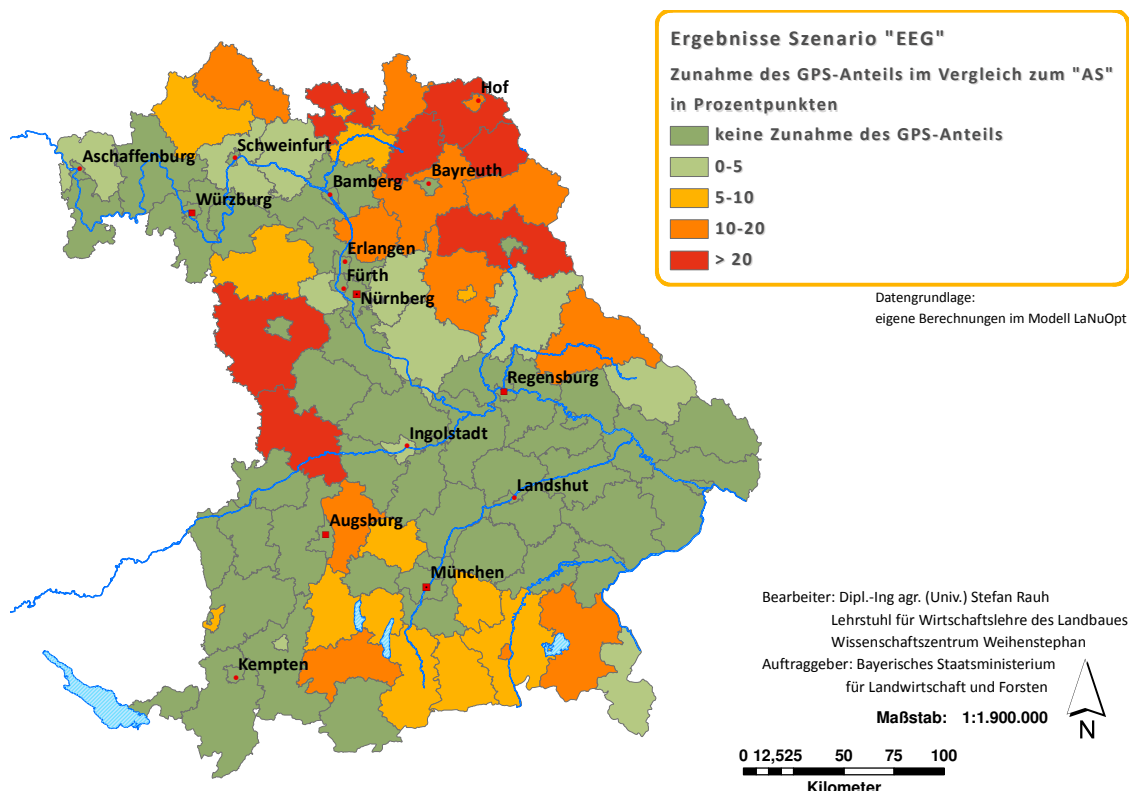 Ergebnisse Szenario "EEG"
Zunahme des GPS-Anteils im Vergleich zum "AS"
in Prozentpunkten
keine Zunahme des GPS-Anteils
0-5
5-10
10-20
> 20
Datengrundlage:
eigene Berechnungen im Modell LaNuOpt
Hof
Aschaffenburg
Schweinfurt
Bamberg
Bayreuth
Würzburg
Erlangen
Fürth
Nürnberg
Regensburg
Ingolstadt
Landshut
Augsburg
München
Kempten
Bearbeiter: Dipl.-Ing agr. (Univ.) Stefan Rauh
Lehrstuhl für Wirtschaftslehre des Landbaues
Wissenschaftszentrum Weihenstephan
Auftraggeber: Bayerisches Staatsministerium
für Landwirtschaft und Forsten
Maßstab: 1:1.900.000
N
0 12,525 50 75 100
Kilometer